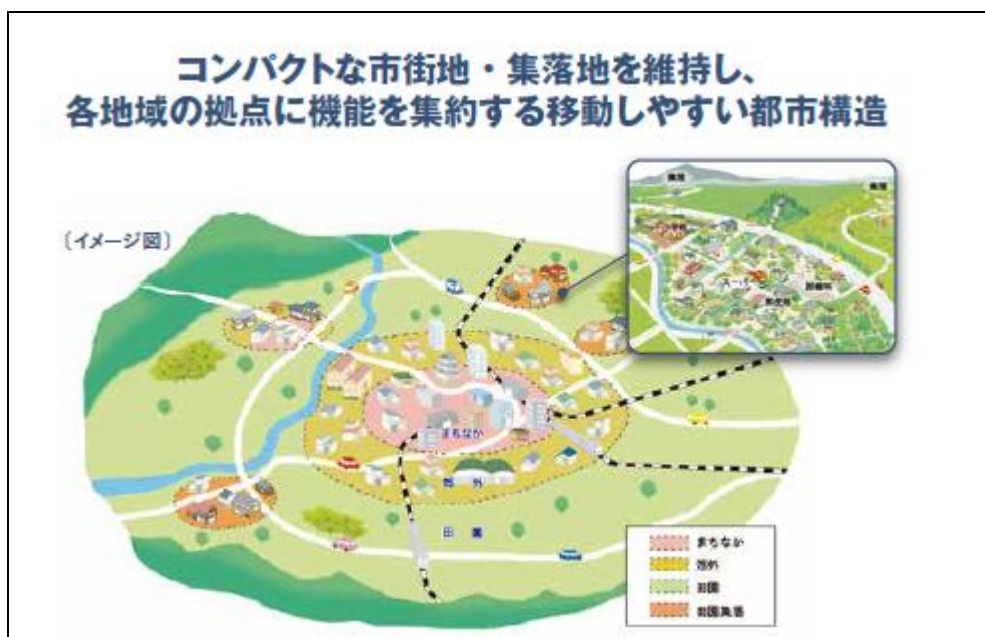 コンパクトな市街地・集落地を維持し、
各地域の拠点に機能を集約する移動しやすい都市構造
〔イメージ図〕
まちなか
郊 外
田 園
まちなか
郊外
田園
田園集落